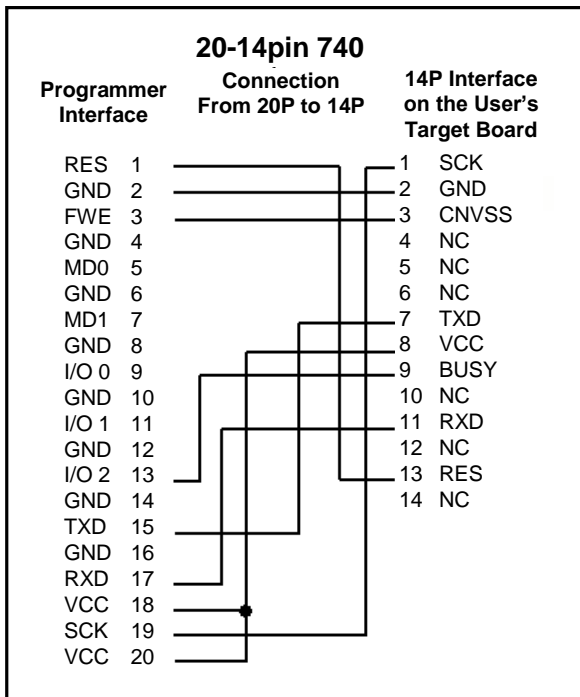 20-14pin 740
Connection
From 20P to 14P
Programmer
Interface
14P Interface
on the User's
Target Board
RES 1
GND 2
FWE 3
GND 4
MD0 5
GND 6
MD1 7
GND 8
I/O 0 9
GND 10
I/O 1 11
GND 12
I/O 2 13
GND 14
TXD 15
GND 16
RXD 17
VCC 18
SCK 19
VCC 20
1 SCK
2 GND
3 CNVSS
4 NC
5 NC
6 NC
7 TXD
8 VCC
9 BUSY
10 NC
11 RXD
12 NC
13 RES
14 NC